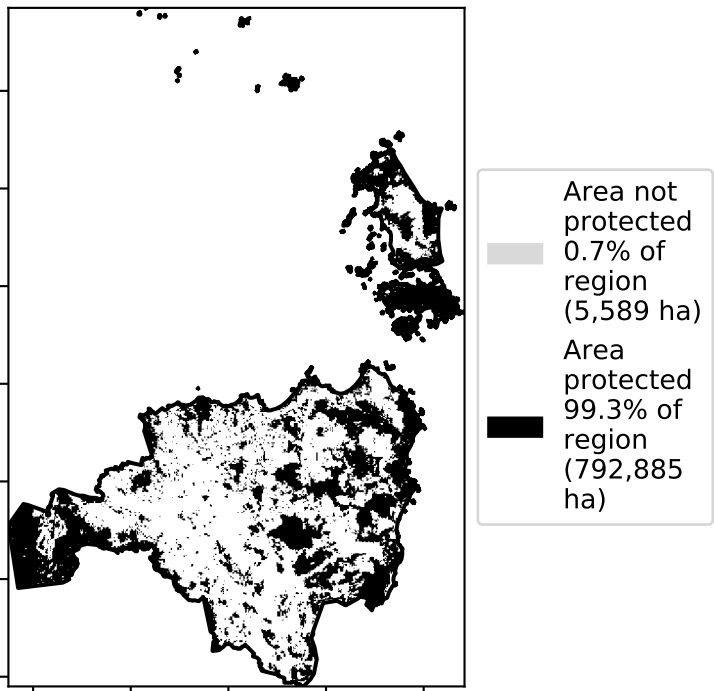 Area not
protected
0.7% of
region
(5,589 ha)
Area
protected
99.3% of
region
(792,885
ha)